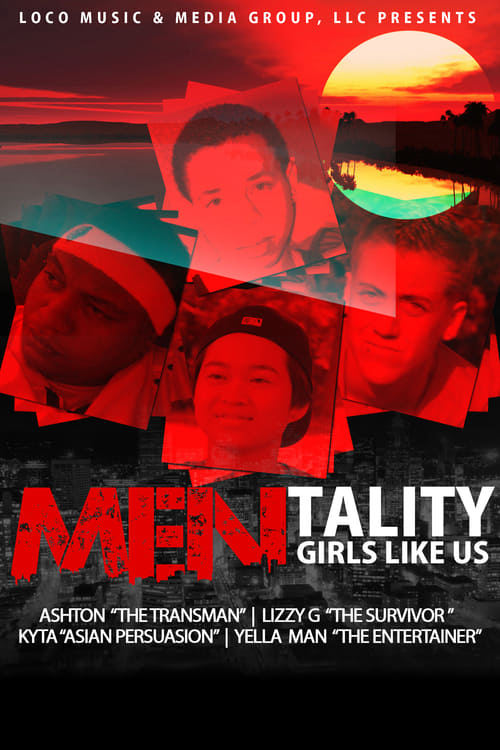 LOCO MUSIC & MEDIA GROUP, LLC PRESENTS
MENTALITY
GIRLS LIKE US
ASHTON "THE TRANSMAN" | LIZZY G "THE SURVIVOR "
KYTA "ASIAN PERSUASION" | YELLA MAN "THE ENTERTAINER"